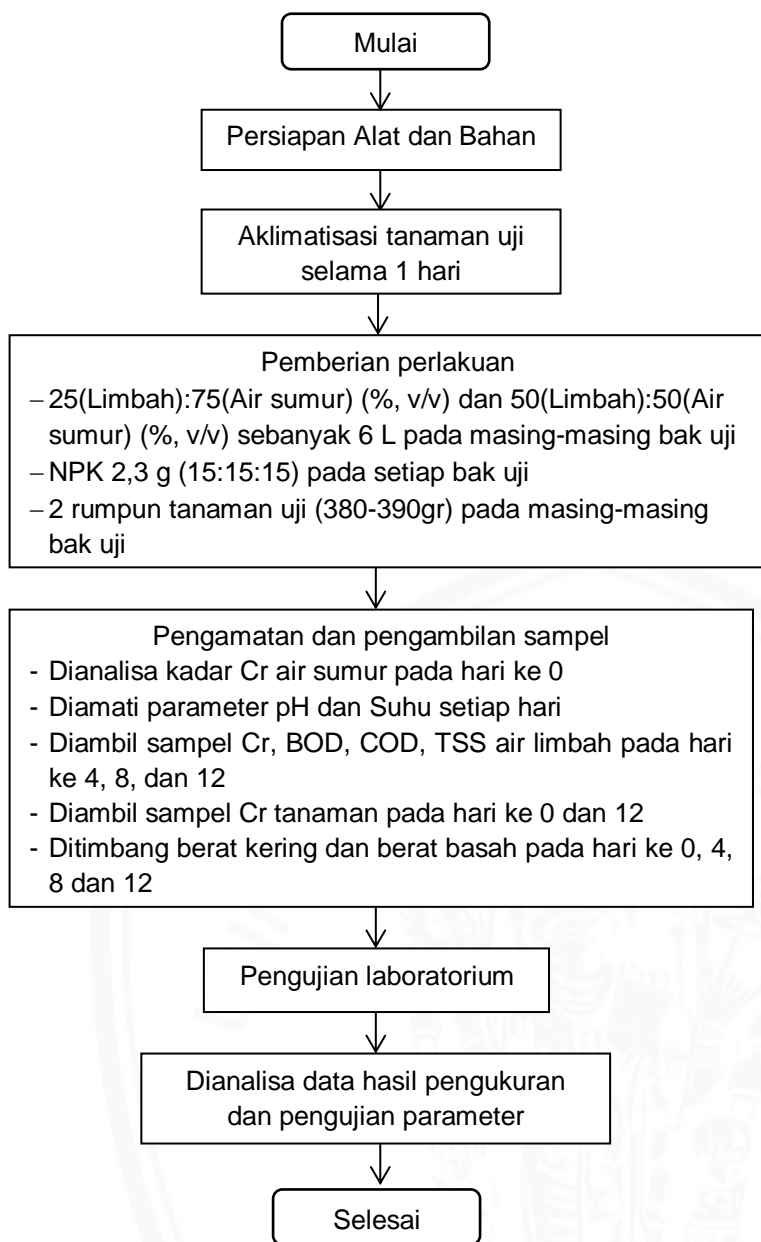 Mulai
Persiapan Alat dan Bahan
Aklimatisasi tanaman uji
selama 1 hari
Pemberian perlakuan
– 25(Limbah):75(Air sumur) (%, v/v) dan 50(Limbah):50(Air
sumur) (%, v/v) sebanyak 6 L pada masing-masing bak uji
– NPK 2,3 g (15:15:15) pada setiap bak uji
– 2 rumpun tanaman uji (380-390gr) pada masing-masing
bak uji
Pengamatan dan pengambilan sampel
- Dianalisa kadar Cr air sumur pada hari ke 0
- Diamati parameter pH dan Suhu setiap hari
- Diambil sampel Cr, BOD, COD, TSS air limbah pada hari
ke 4, 8, dan 12
- Diambil sampel Cr tanaman pada hari ke 0 dan 12
- Ditimbang berat kering dan berat basah pada hari ke 0, 4,
8 dan 12
Pengujian laboratorium
Dianalisa data hasil pengukuran
dan pengujian parameter
Selesai